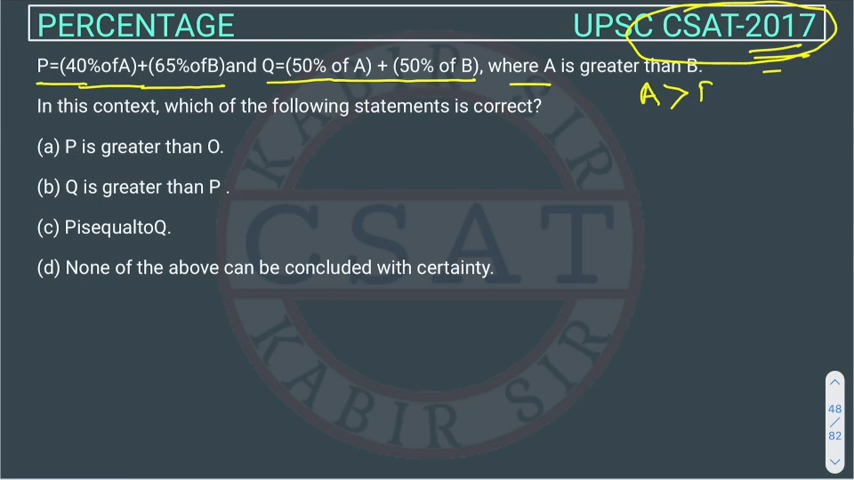 PERCENTAGE
UPSC CSAT-2017
P=(40%ofA)+(65%ofB)and Q=(50% of A) + (50% of B), where A is greater than B.
A >
In this context, which of the following statements is correct?
(a) P is greater than O.
(b) Q is greater than P .
(c) PisequaltoQ.
(d) None of the above can be concluded with certainty.
KABIR SIR
CSAT
KABIR SIR
48
/
82